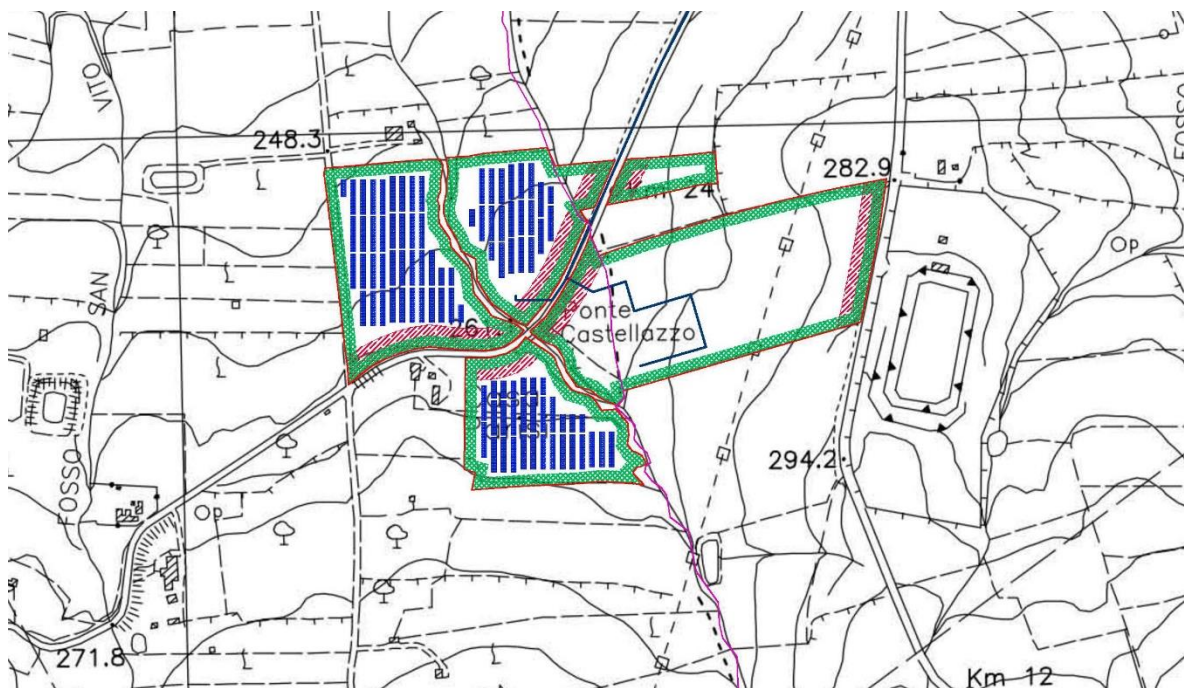 VITO
FOSSO
248.3
282.9
24
Op
SAN
26
Fonte
Castellazzo
294.2
FOSSO
Op
271.8
Km 12